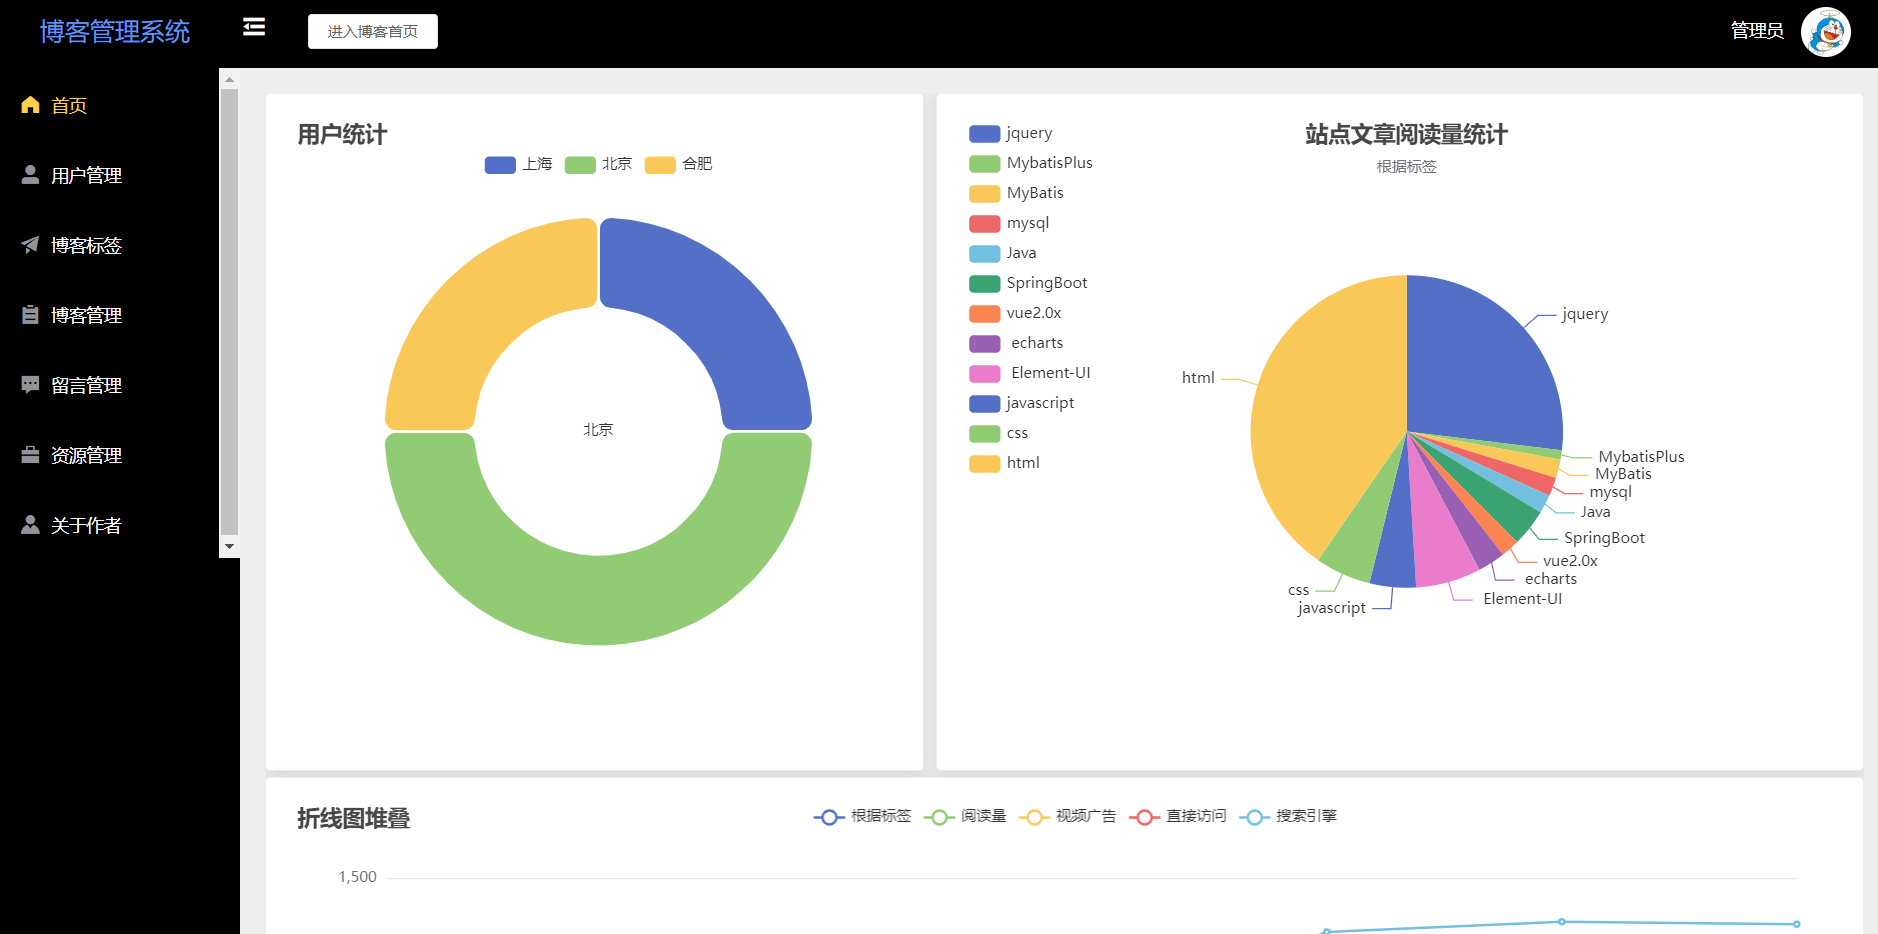 博客管理系统
进入博客首页
管理员
首页
用户管理
博客标签
博客管理
留言管理
资源管理
关于作者
用户统计
上海 北京 合肥
北京
站点文章阅读量统计
根据标签
jquery
MybatisPlus
MyBatis
mysql
Java
SpringBoot
vue2.0x
echarts
Element-UI
javascript
css
html
jquery
html
MybatisPlus
MyBatis
mysql
Java
SpringBoot
vue2.0x
echarts
Element-UI
css
javascript
折线图堆叠
根据标签 阅读量 视频广告 直接访问 搜索引擎
1,500